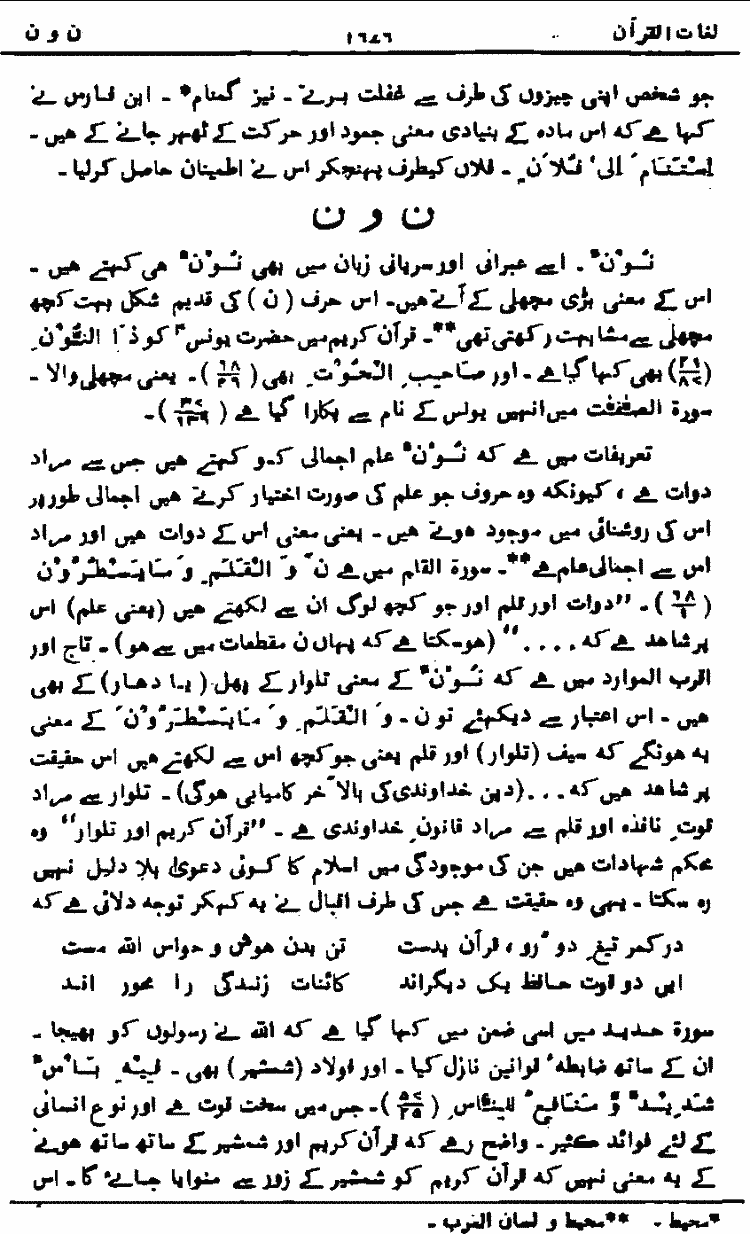 لغات القرآن ۱۶۷۶ ن و ن
جو شخص اپنی چیزوں کی طرف سے غفلت برتے ۔ نیز گمنام* ۔ ابن فارس نے
کہا ہے کہ اس مادہ کے بنیادی معنی جمود اور حرکت کے ٹھہر جانے کے ہیں ۔
اِسْتَنَامَ اِلیٰ فُلَانٍ ۔ فلاں کیطرف پہنچکر اس نے اطمینان حاصل کرلیا ۔
ن و ن
نُوْنٌ ۔ اسے عبرانی اور سریانی زبان میں بھی نُوْنٌ ہی کہتے ہیں ۔
اس کے معنی بڑی مچھلی کے آتے ہیں۔ اس حرف ( ن ) کی قدیم شکل بہت کچھ
مچھلی سے مشابہت رکھتی تھی** ۔ قرآن کریم میں حضرت یونسؑ کو ذَا النُّوْنِ
(۲۱/۸۷) بھی کہا گیا ہے ۔ اور صَاحِبِ الْحُوْتِ بھی ( ۶۸/۴۹ ) ۔ یعنی مچھلی والا ۔
سورۃ الصّٰفّٰت میں انہیں یونس کے نام سے پکارا گیا ہے ( ۳۷/۱۳۹ ) ۔
تعریفات میں ہے کہ نُوْنٌ علم اجمالی کو کہتے ہیں جس سے مراد
دوات ہے ، کیونکہ وہ حروف جو علم کی صورت اختیار کرتے ہیں اجمالی طور پر
اس کی روشنائی میں موجود ہوتے ہیں ۔ یعنی معنی اس کے دوات ہیں اور مراد
اس سے اجمالی علم ہے** ۔ سورۃ القلم میں ہے نٓ وَ الْقَلَمِ وَ مَا یَسْطُرُوْنَ
( ۶۸/۱ ) ۔ ”دوات اور قلم اور جو کچھ لوگ ان سے لکھتے ہیں (یعنی علم) اس
پر شاہد ہے کہ ....“ (ہوسکتا ہے کہ یہاں ن مقطعات میں سے ہو) ۔ تاج اور
اقرب الموارد میں ہے کہ نُوْنٌ کے معنی تلوار کے پھل ( یا دھار ) کے بھی
ہیں ۔ اس اعتبار سے دیکھئے تو ن ۔ وَ الْقَلَمِ وَ مَا یَسْطُرُوْنَ کے معنی
یہ ہونگے کہ سیف (تلوار) اور قلم یعنی جو کچھ اس سے لکھتے ہیں اس حقیقت
پر شاہد ہیں کہ ... (دین خداوندی کی بالآخر کامیابی ہوگی) ۔ تلوار سے مراد
قوتِ نافذہ اور قلم سے مراد قانونِ خداوندی ہے ۔ ”قرآن کریم اور تلوار“ وہ
محکم شہادات ہیں جن کی موجودگی میں اسلام کا کوئی دعویٰ بلا دلیل نہیں
رہ سکتا ۔ یہی وہ حقیقت ہے جس کی طرف اقبال نے یہ کہکر توجہ دلائی ہے کہ
درکمر تیغِ دو رُو ، قرآن بدست تن بدن ہوش و حواس اللہ مست
ایں دو قوت حافظ یک دیگراند کائنات زندگی را محور اند
سورۃ حدید میں اسی ضمن میں کہا گیا ہے کہ اللہ نے رسولوں کو بھیجا ۔
ان کے ساتھ ضابطہٴ قوانین نازل کیا ۔ اور فولاد (شمشیر) بھی ۔ فِیْہِ بَاْسٌ
شَدِیْدٌ وَّ مَنَافِعُ لِلنَّاسِ ( ۵۷/۲۵ ) ۔ جس میں سخت قوت ہے اور نوع انسانی
کے لئے فوائد کثیر ۔ واضح رہے کہ قرآن کریم اور شمشیر کے ساتھ ساتھ ہونے
کے یہ معنی نہیں کہ قرآن کریم کو شمشیر کے زور سے منوایا جائے گا ۔ اس
*محیط ۔ **محیط و لسان العرب ۔